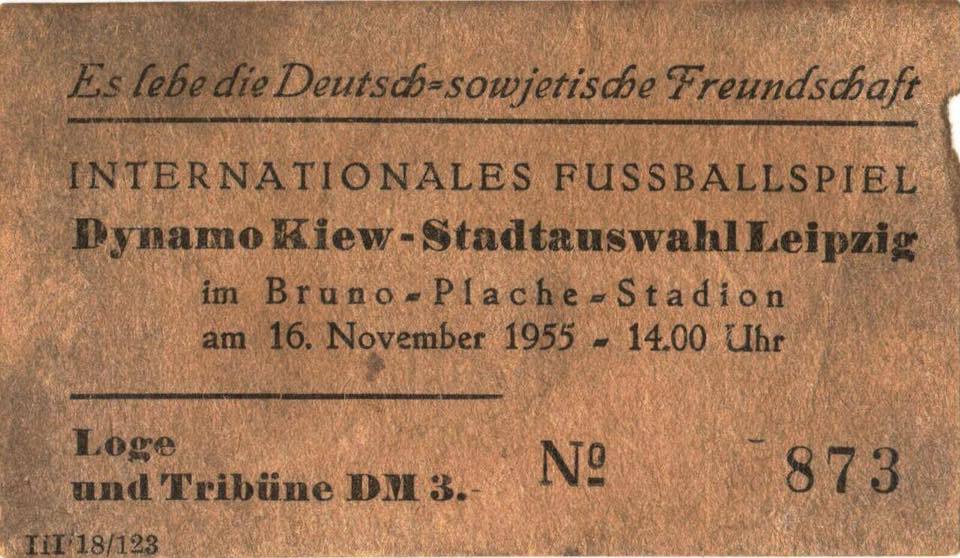 Es lebe die Deutsch-sowjetische Freundschaft
INTERNATIONALES FUSSBALLSPIEL
Dynamo Kiew - Stadtauswahl Leipzig
im Bruno-Plache-Stadion
am 16. November 1955 - 14.00 Uhr
Loge
und Tribüne DM 3.-
Nº 873
III 18/123